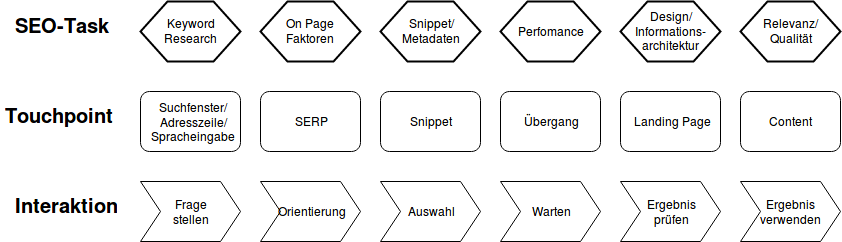 SEO-Task
Keyword
Research
On Page
Faktoren
Snippet/
Metadaten
Perfomance
Design/
Informations-
architektur
Relevanz/
Qualität
Touchpoint
Suchfenster/
Adresszeile/
Spracheingabe
SERP
Snippet
Übergang
Landing Page
Content
Interaktion
Frage
stellen
Orientierung
Auswahl
Warten
Ergebnis
prüfen
Ergebnis
verwenden